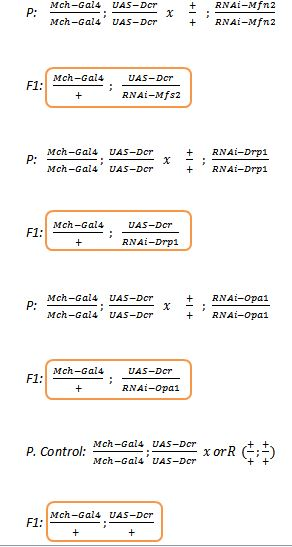 P: Mch−Gal4/Mch−Gal4 ; UAS−Dcr/UAS−Dcr x +/+ ; RNAi−Mfn2/RNAi−Mfn2
F1: Mch−Gal4/+ ; UAS−Dcr/RNAi−Mfs2
P: Mch−Gal4/Mch−Gal4 ; UAS−Dcr/UAS−Dcr x +/+ ; RNAi−Drp1/RNAi−Drp1
F1: Mch−Gal4/+ ; UAS−Dcr/RNAi−Drp1
P: Mch−Gal4/Mch−Gal4 ; UAS−Dcr/UAS−Dcr x +/+ ; RNAi−Opa1/RNAi−Opa1
F1: Mch−Gal4/+ ; UAS−Dcr/RNAi−Opa1
P. Control: Mch−Gal4/Mch−Gal4 ; UAS−Dcr/UAS−Dcr x orR (+/+ ; +/+)
F1: Mch−Gal4/+ ; UAS−Dcr/+